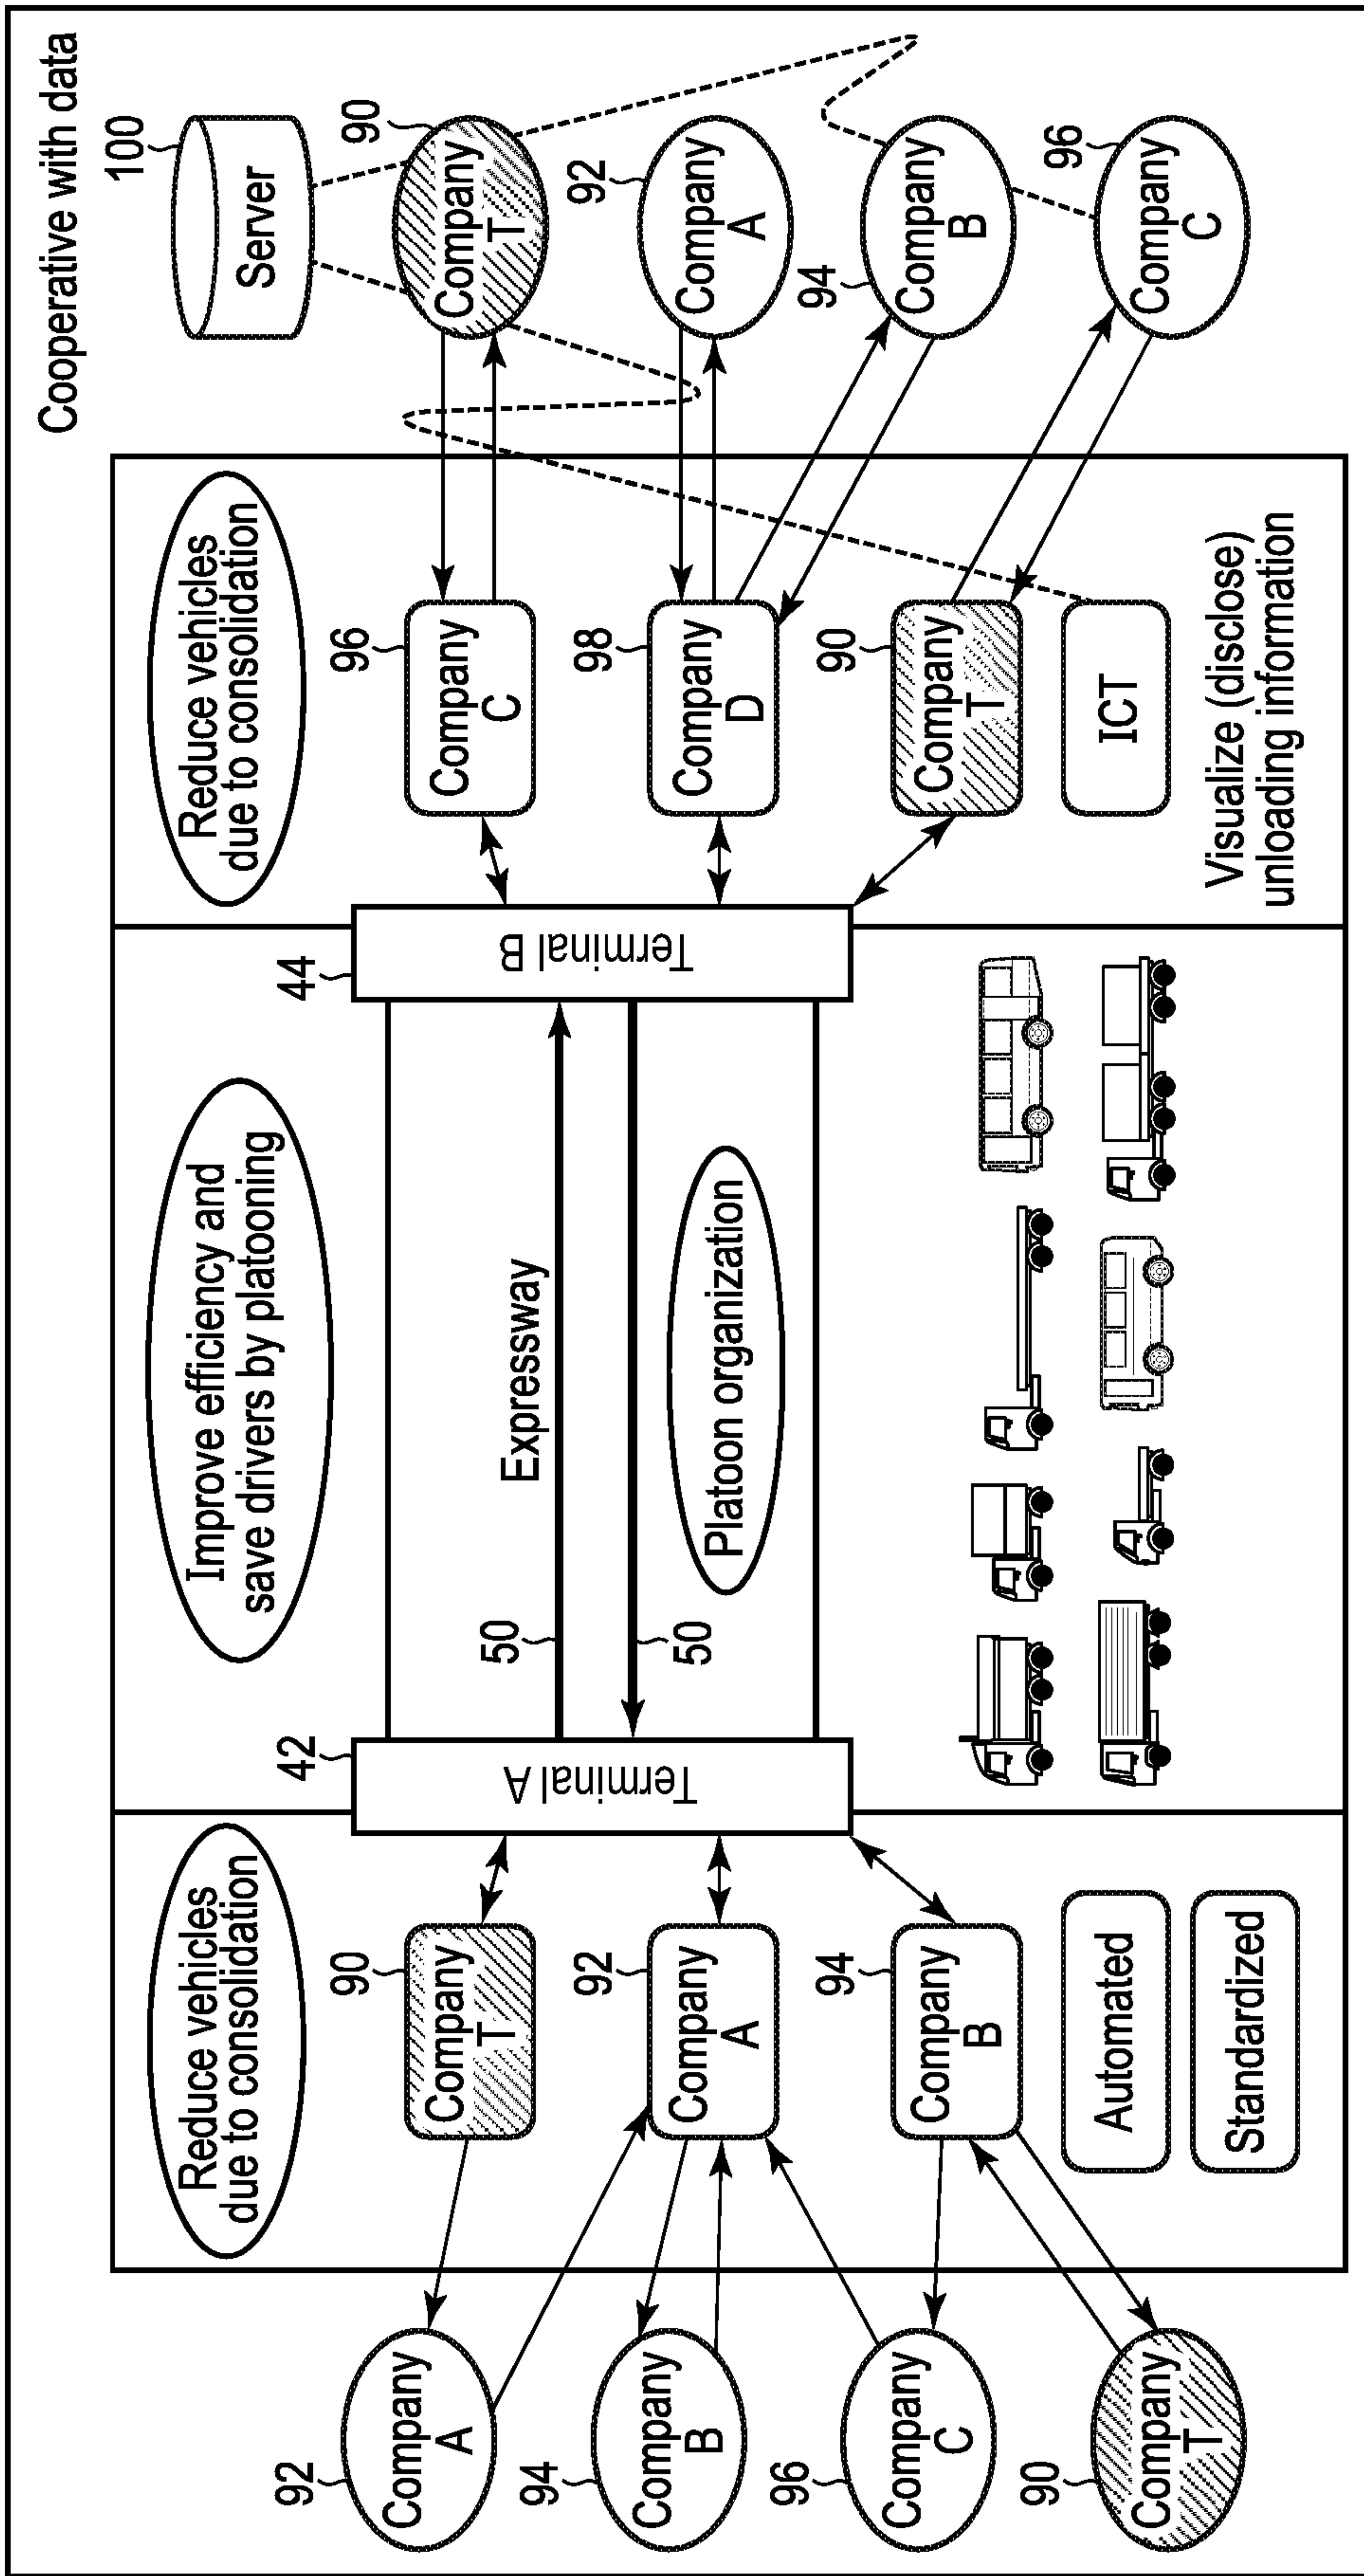 Cooperative with data
100
Server
Reduce vehicles
due to consolidation
Improve efficiency and
save drivers by platooning
Reduce vehicles
due to consolidation
92
Company
A
94
Company
B
96
Company
C
90
Company
T
90
Company
T
92
Company
A
94
Company
B
Automated
Standardized
42
Terminal A
50
Expressway
50
Platoon organization
44
Terminal B
96
Company
C
98
Company
D
90
Company
T
ICT
Visualize (disclose)
unloading information
90
Company
T
92
Company
A
94
Company
B
96
Company
C